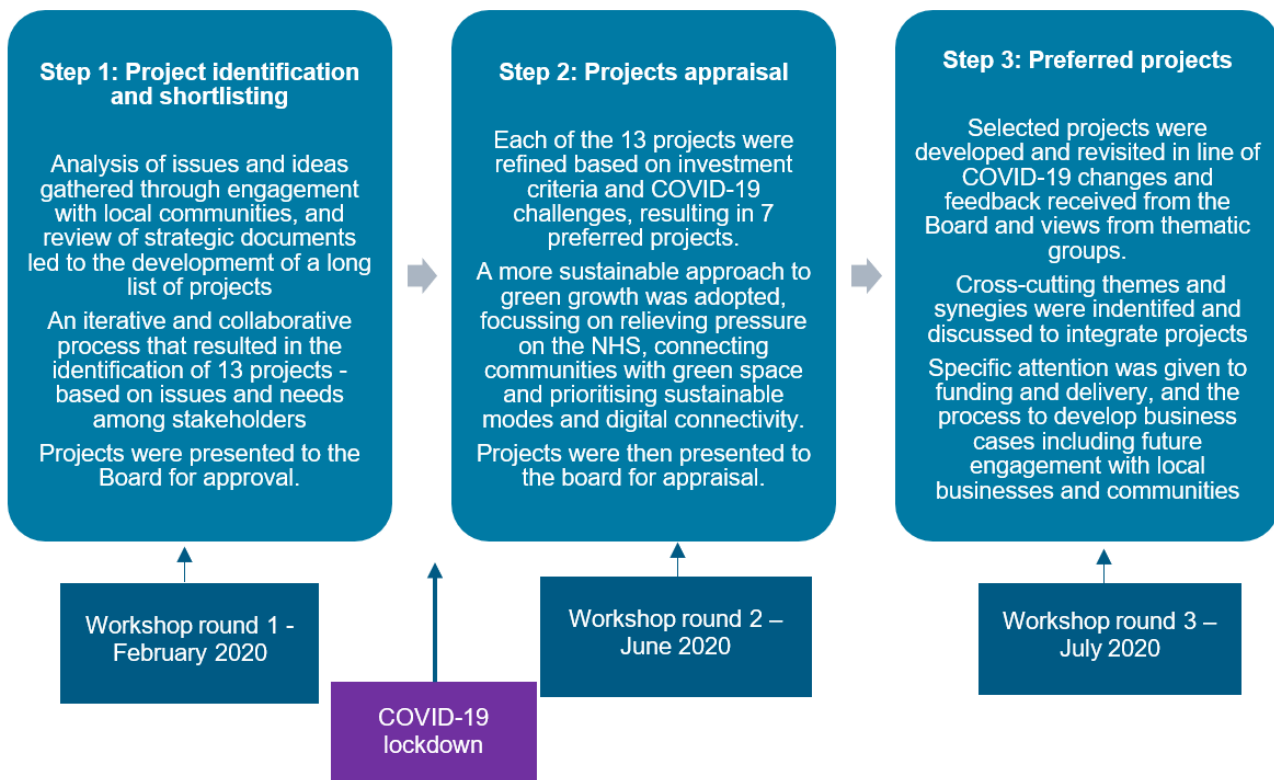 Step 1: Project identification
and shortlisting
Analysis of issues and ideas
gathered through engagement
with local communities, and
review of strategic documents
led to the developmemt of a long
list of projects
An iterative and collaborative
process that resulted in the
identification of 13 projects -
based on issues and needs
among stakeholders
Projects were presented to the
Board for approval.
Step 2: Projects appraisal
Each of the 13 projects were
refined based on investment
criteria and COVID-19
challenges, resulting in 7
preferred projects.
A more sustainable approach to
green growth was adopted,
focussing on relieving pressure
on the NHS, connecting
communities with green space
and prioritising sustainable
modes and digital connectivity.
Projects were then presented to
the board for appraisal.
Step 3: Preferred projects
Selected projects were
developed and revisited in line of
COVID-19 changes and
feedback received from the
Board and views from thematic
groups.
Cross-cutting themes and
synegies were indentifed and
discussed to integrate projects
Specific attention was given to
funding and delivery, and the
process to develop business
cases including future
engagement with local
businesses and communities
Workshop round 1 -
February 2020
COVID-19
lockdown
Workshop round 2 –
June 2020
Workshop round 3 –
July 2020